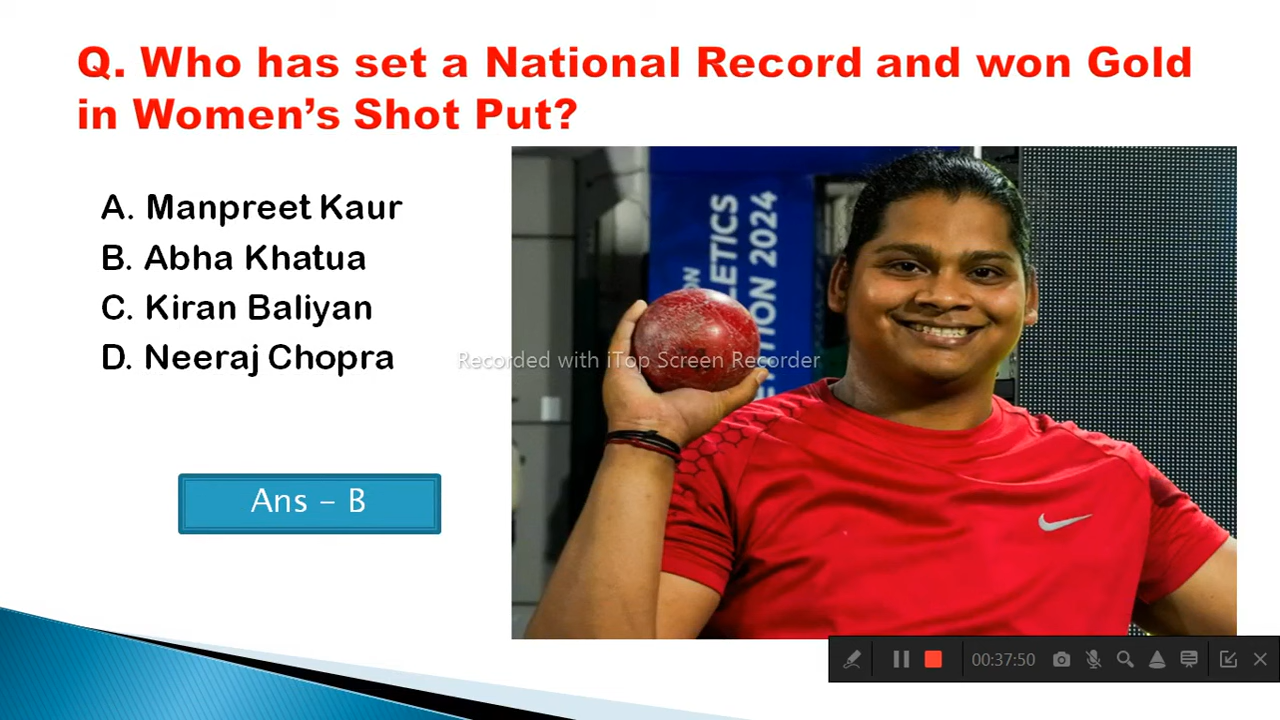 Q. Who has set a National Record and won Gold
in Women's Shot Put?
A. Manpreet Kaur
B. Abha Khatua
C. Kiran Baliyan
D. Neeraj Chopra
Ans – B
LETICS
TION 2024
Recorded with iTop Screen Recorder
00:37:50